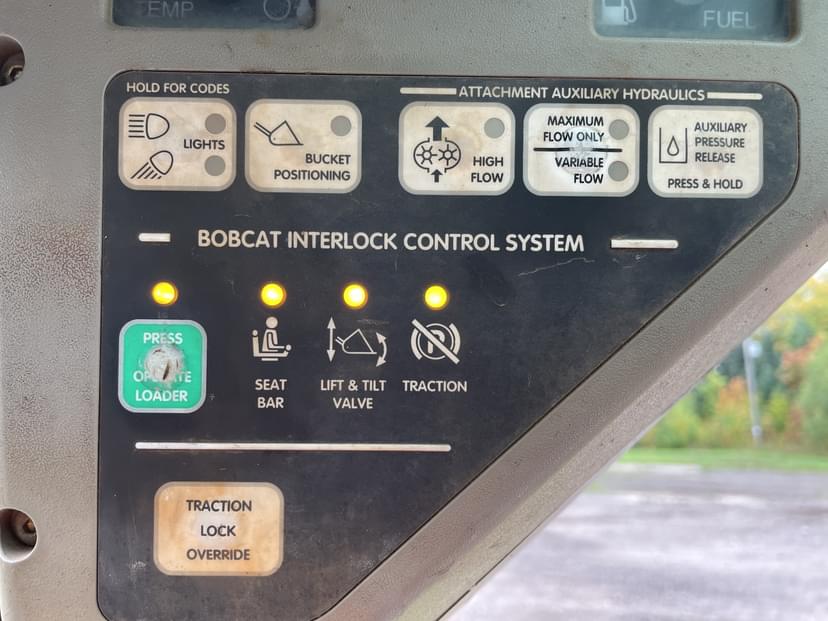 TEMP
FUEL
HOLD FOR CODES
ATTACHMENT AUXILIARY HYDRAULICS
LIGHTS
BUCKET
POSITIONING
HIGH
FLOW
MAXIMUM
FLOW ONLY
VARIABLE
FLOW
AUXILIARY
PRESSURE
RELEASE
PRESS & HOLD
BOBCAT INTERLOCK CONTROL SYSTEM
PRESS
LOADER
SEAT
BAR
LIFT & TILT
VALVE
TRACTION
TRACTION
LOCK
OVERRIDE